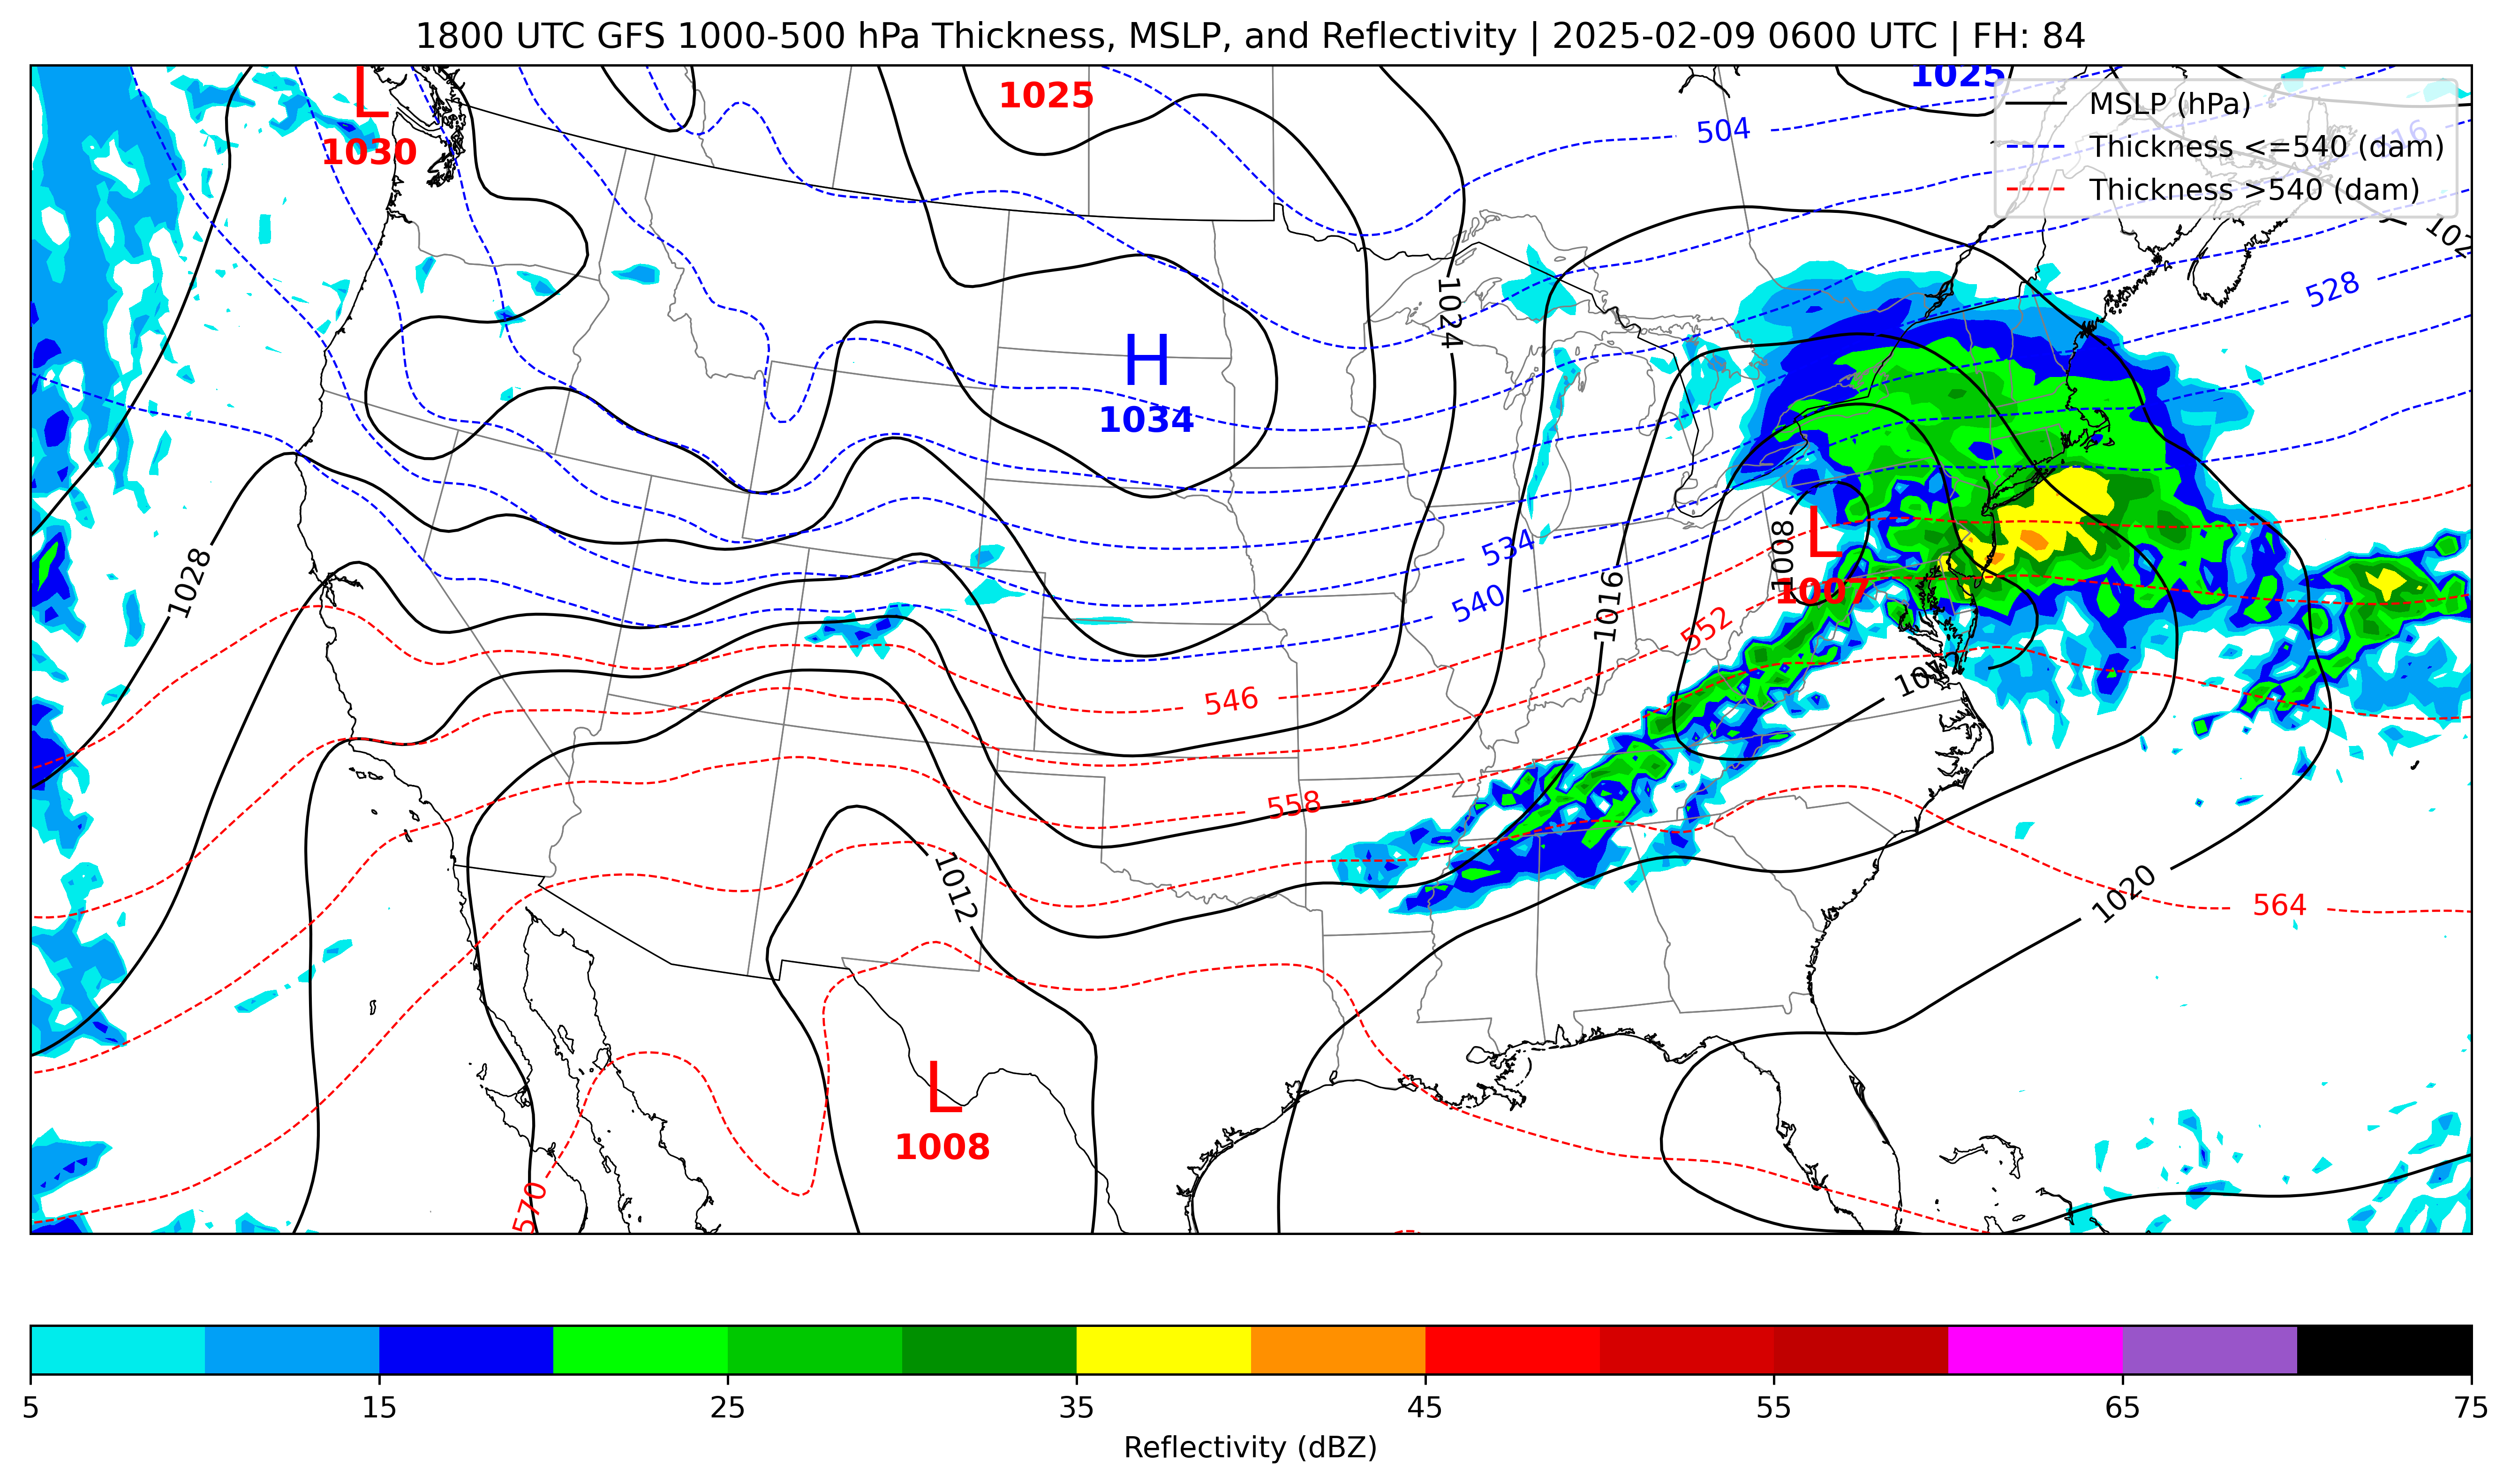 1800 UTC GFS 1000-500 hPa Thickness, MSLP, and Reflectivity | 2025-02-09 0600 UTC | FH: 84
L
1030
1025
1025
504
MSLP (hPa)
Thickness <=540 (dam)
Thickness >540 (dam)
516
528
1024
H
1034
1028
534
540
1016
1008
L
1007
552
546
558
1012
1012
1020
564
L
1008
570
5 15 25 35 45 55 65 75
Reflectivity (dBZ)